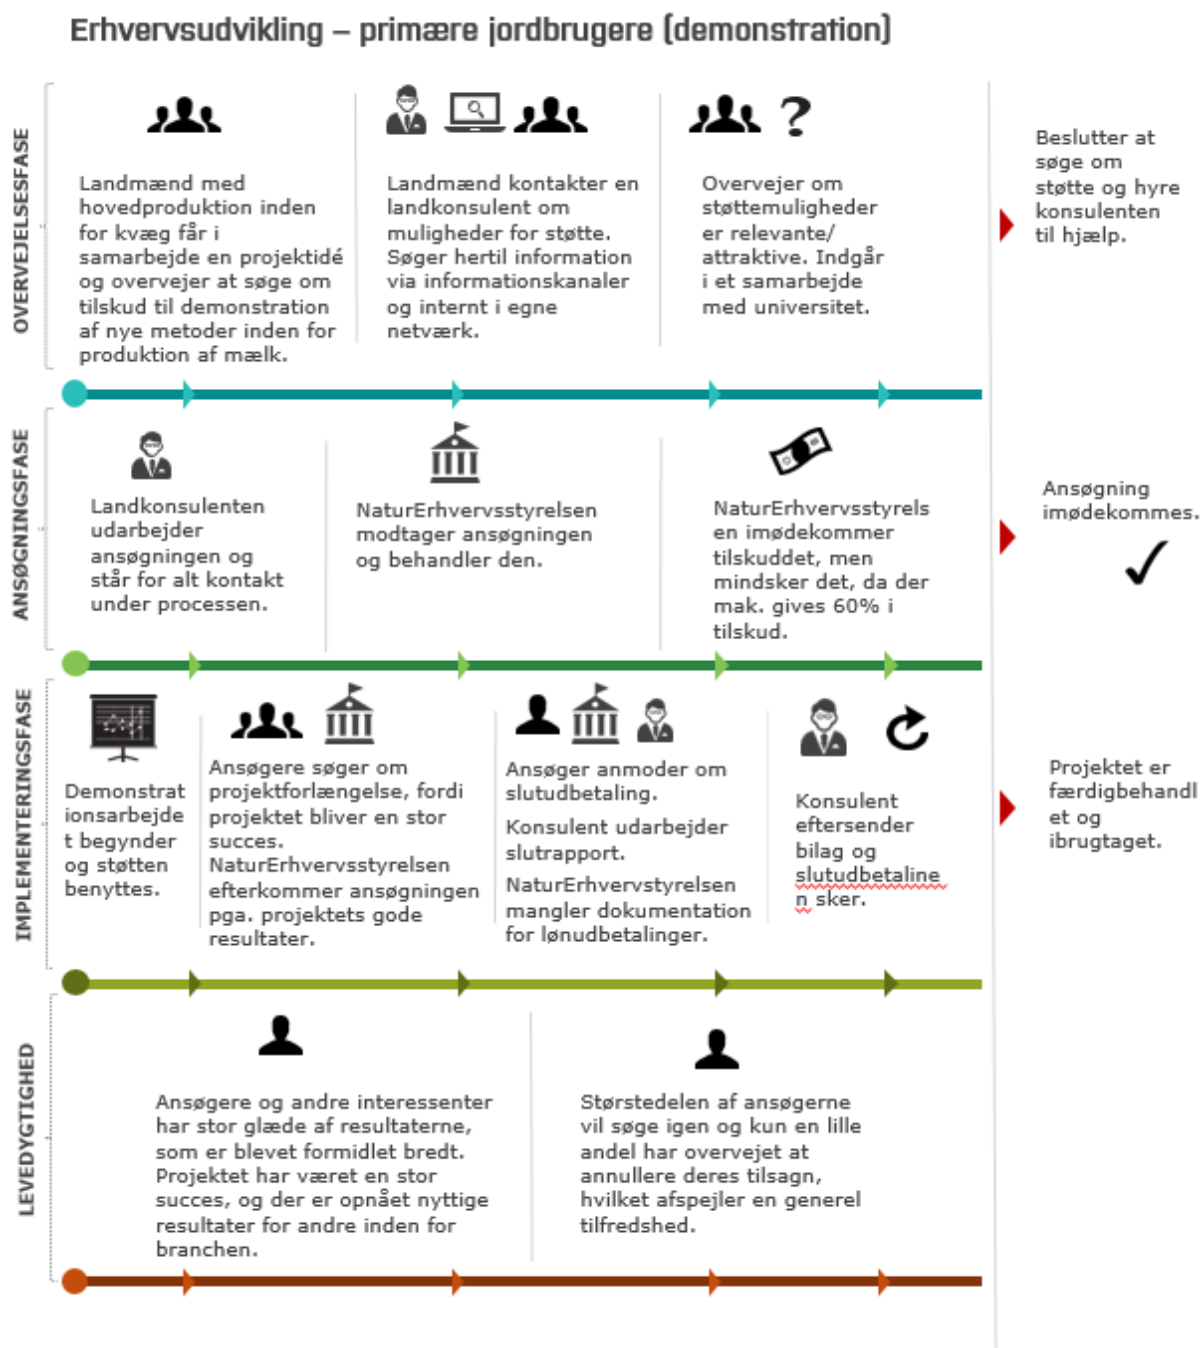 Erhvervsudvikling – primære jordbrugere (demonstration)
OVERVEJELSESFASE
Landmænd med
hovedproduktion inden
for kvæg får i
samarbejde en projektidé
og overvejer at søge om
tilskud til demonstration
af nye metoder inden for
produktion af mælk.
Landmænd kontakter en
landkonsulent om
muligheder for støtte.
Søger hertil information
via informationskanaler
og internt i egne
netværk.
?
Overvejer om
støttemuligheder
er relevante/
attraktive. Indgår
i et samarbejde
med universitet.
Beslutter at
søge om
støtte og hyre
konsulenten
til hjælp.
ANSØGNINGSFASE
Landkonsulenten
udarbejder
ansøgningen og
står for alt kontakt
under processen.
NaturErhvervsstyrelsen
modtager ansøgningen
og behandler den.
NaturErhvervsstyrels
en imødekommer
tilskuddet, men
mindsker det, da der
mak. gives 60% i
tilskud.
Ansøgning
imødekommes.
IMPLEMENTERINGSFASE
Demonstrat
ionsarbejde
t begynder
og støtten
benyttes.
Ansøgere søger om
projektforlængelse, fordi
projektet bliver en stor
succes.
NaturErhvervsstyrelsen
efterkommer ansøgningen
pga. projektets gode
resultater.
Ansøger anmoder om
slutudbetaling.
Konsulent udarbejder
slutrapport.
NaturErhvervstyrelsen
mangler dokumentation
for lønudbetalinger.
Konsulent
eftersender
bilag og
slutudbetaline
n sker.
Projektet er
færdigbehandl
et og
ibrugtaget.
LEVEDYGTIGHED
Ansøgere og andre interessenter
har stor glæde af resultaterne,
som er blevet formidlet bredt.
Projektet har været en stor
succes, og der er opnået nyttige
resultater for andre inden for
branchen.
Størstedelen af ansøgerne
vil søge igen og kun en lille
andel har overvejet at
annullere deres tilsagn,
hvilket afspejler en generel
tilfredshed.